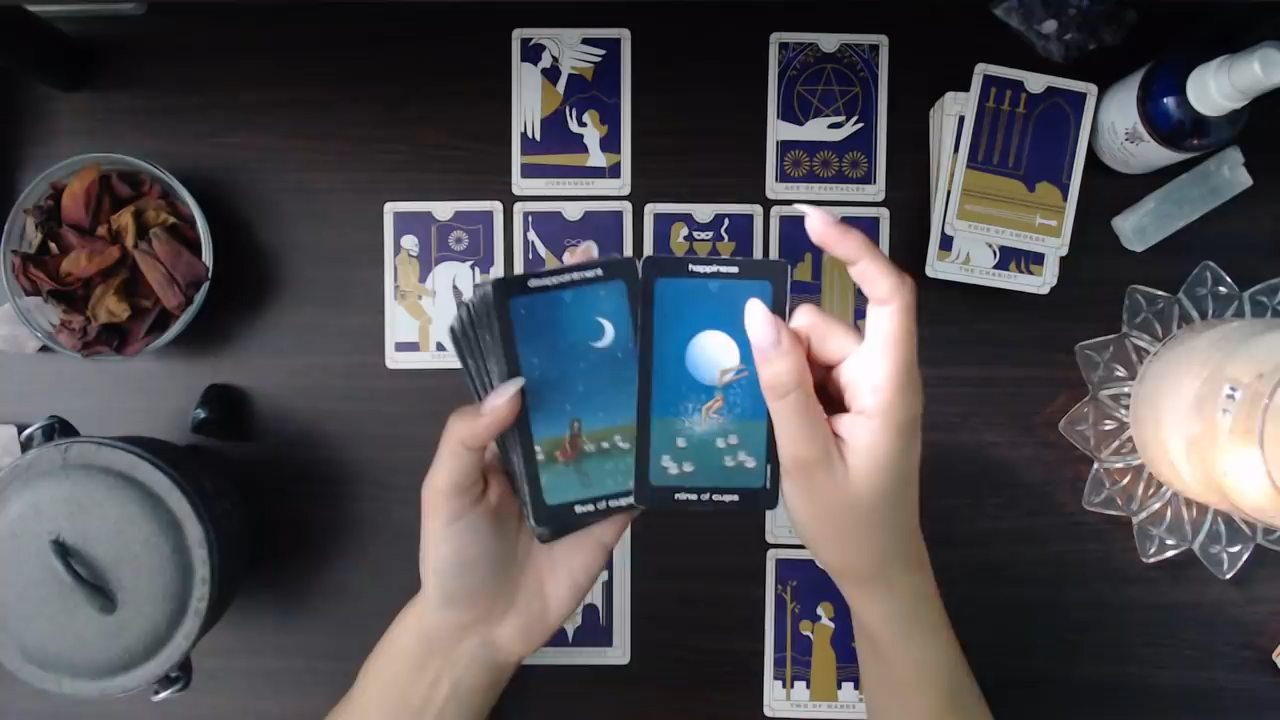 JUDGEMENT
ACE OF PENTACLES
FOUR OF SWORDS
THE CHARIOT
disappointment
five of cups
happiness
nine of cups
TWO OF WANDS